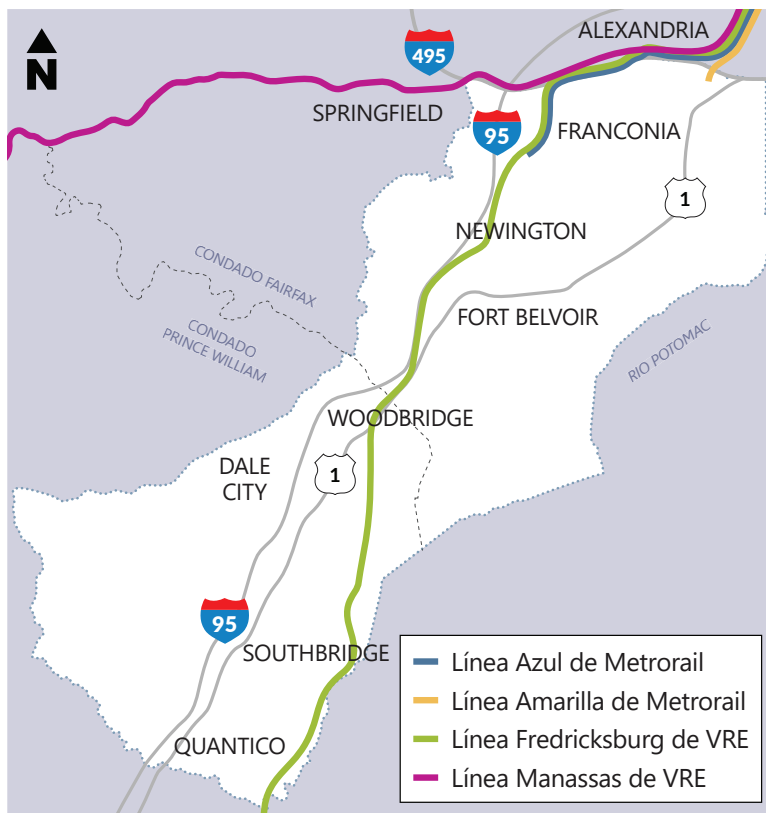 ALEXANDRIA
N
495
SPRINGFIELD
95
FRANCONIA
1
NEWINGTON
CONDADO FAIRFAX
FORT BELVOIR
CONDADO
PRINCE WILLIAM
RIO POTOMAC
WOODBRIDGE
DALE
CITY
1
95
SOUTHBRIDGE
QUANTICO
Línea Azul de Metrorail
Línea Amarilla de Metrorail
Línea Fredricksburg de VRE
Línea Manassas de VRE